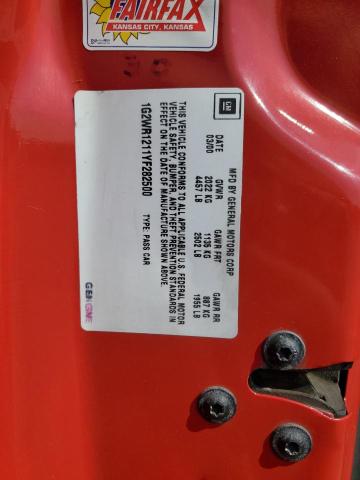 FAIRFAX
KANSAS CITY, KANSAS
GM
MFD BY GENERAL MOTORS CORP
DATE GVWR GAWR FRT GAWR RR
03/00 2022 KG 1135 KG 887 KG
4457 LB 2502 LB 1955 LB
THIS VEHICLE CONFORMS TO ALL APPLICABLE U.S. FEDERAL MOTOR
VEHICLE SAFETY, BUMPER, AND THEFT PREVENTION STANDARDS IN
EFFECT ON THE DATE OF MANUFACTURE SHOWN ABOVE.
1G2WR1211YF282500 TYPE: PASS CAR